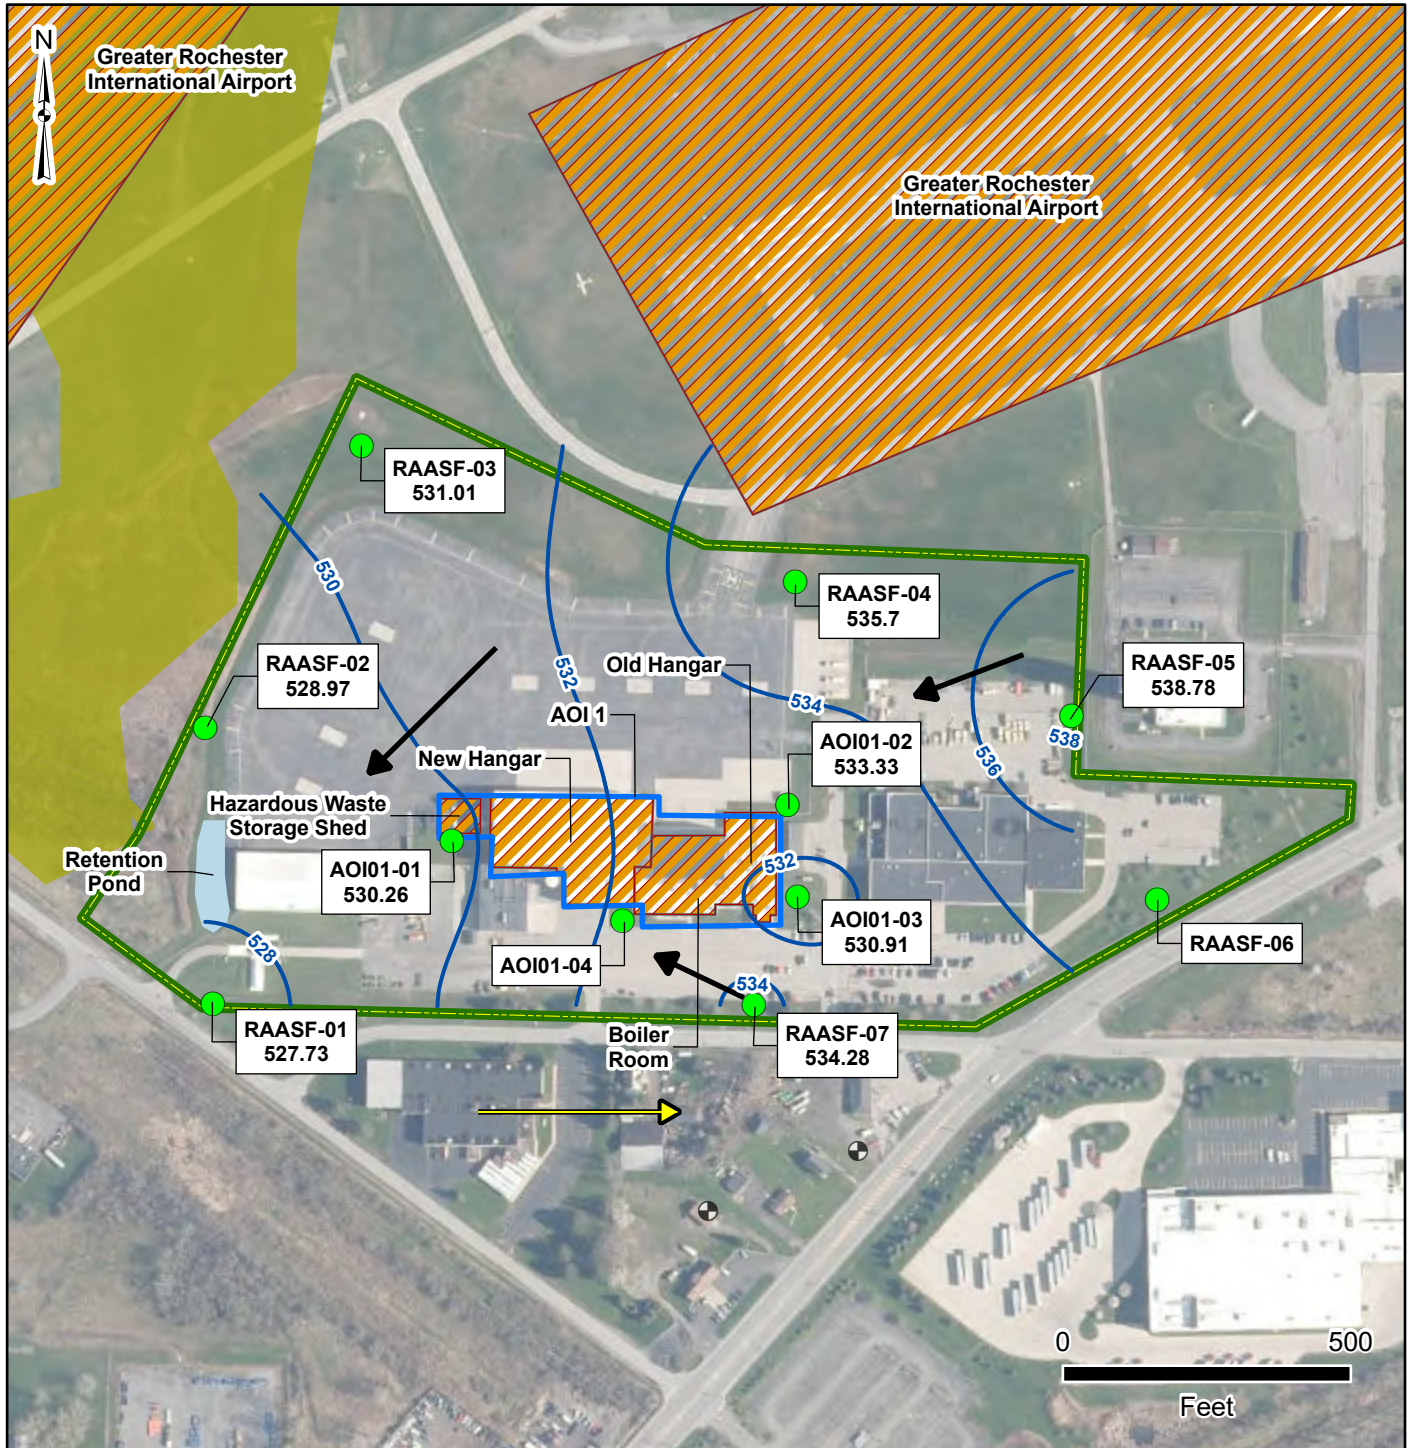 N
Greater Rochester
International Airport
Greater Rochester
International Airport
RAASF-03
531.01
530
RAASF-04
535.7
RAASF-02
528.97
532
Old Hangar
RAASF-05
538.78
534
AOI 1
538
536
AOI01-02
533.33
New Hangar
Hazardous Waste
Storage Shed
Retention
Pond
AOI01-01
530.26
532
AOI01-03
530.91
528
AOI01-04
RAASF-06
534
RAASF-01
527.73
Boiler
Room
RAASF-07
534.28
0
500
Feet